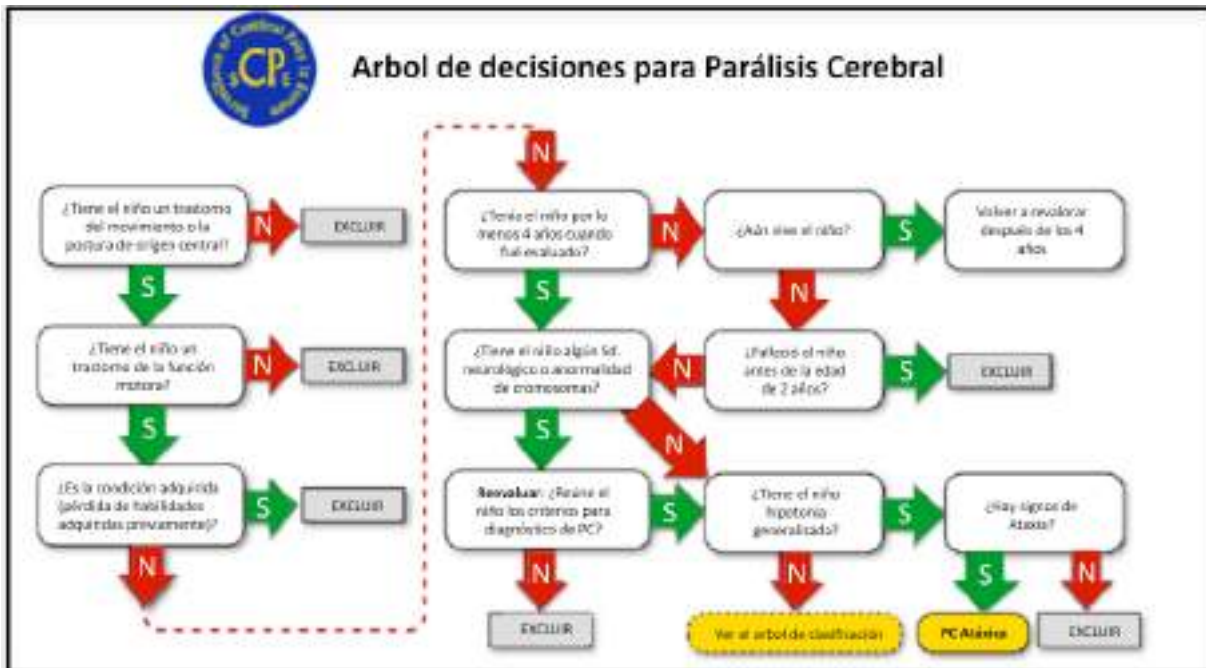 SCPE
Arbol de decisiones para Parálisis Cerebral
N
¿Tiene el niño un trastorno
del movimiento o la
postura de origen central?
N
EXCLUIR
S
¿Tiene el niño un
trastorno de la función
motora?
N
EXCLUIR
S
¿Es la condición adquirida
(pérdida de habilidades
adquiridas previamente)?
S
EXCLUIR
N
¿Tenía el niño por lo
menos 4 años cuando
fué evaluado?
N
¿Aún vive el niño?
S
Volver a revalorar
después de los 4
años
S
N
¿Tiene el niño algún Sd.
neurológico o anormalidad
de cromosomas?
N
¿Falleció el niño
antes de la edad
de 2 años?
S
EXCLUIR
S
N
Reevaluar: ¿Reúne el
niño los criterios para
diagnóstico de PC?
S
¿Tiene el niño
hipotonía
generalizada?
S
¿Hay signos de
Ataxia?
N
N
S
N
EXCLUIR
Ver el arbol de clasificación
PC Atáxica
EXCLUIR